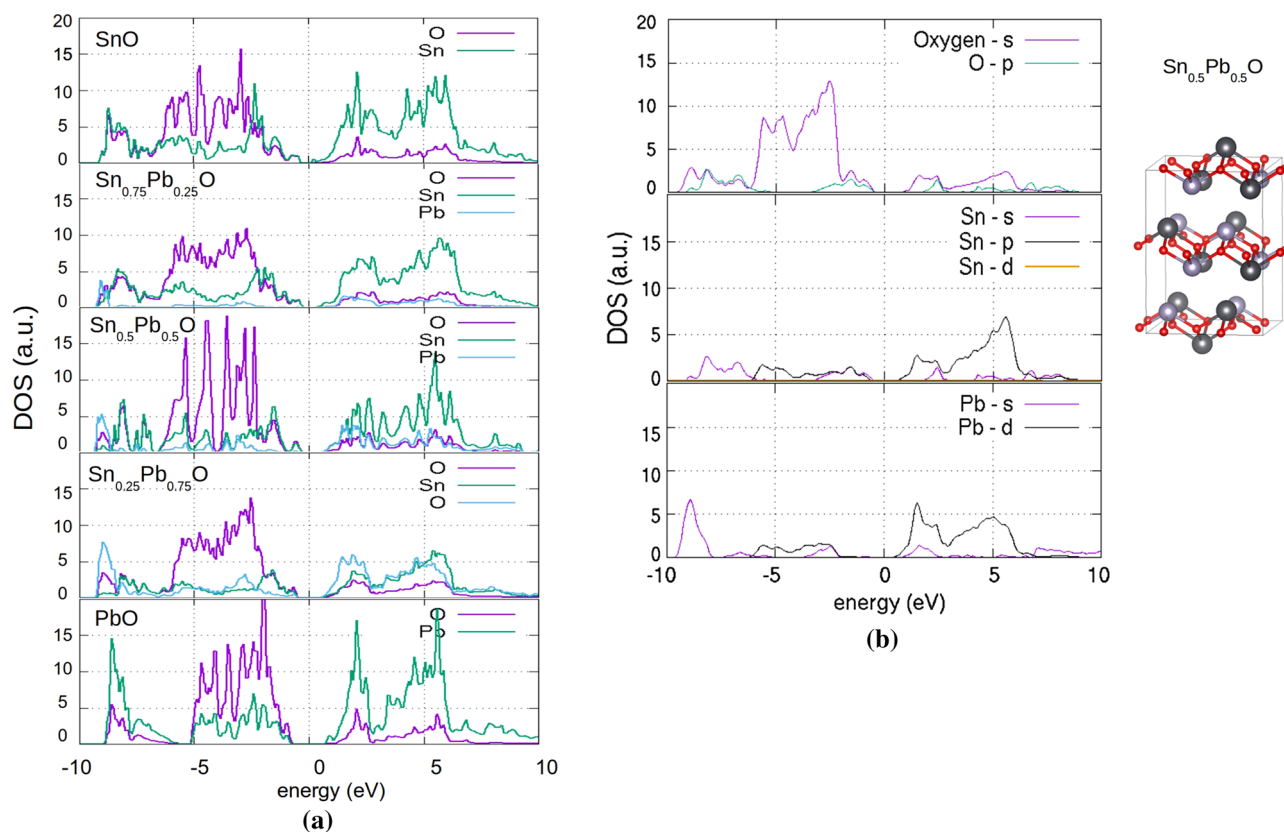 20
SnO
O
Sn
15
10
5
0
Sn0.75Pb0.25O
O
Sn
Pb
15
10
5
0
Sn0.5Pb0.5O
O
Sn
Pb
15
10
5
0
Sn0.25Pb0.75O
O
Sn
O
15
10
5
0
PbO
O
Pb
15
10
5
0
DOS (a.u.)
-10 -5 0 5 10
energy (eV)
(a)
20
Oxygen - s
O - p
15
10
5
0
Sn - s
Sn - p
Sn - d
15
10
5
0
DOS (a.u.)
Pb - s
Pb - d
15
10
5
0
-10 -5 0 5 10
energy (eV)
(b)
Sn0.5Pb0.5O